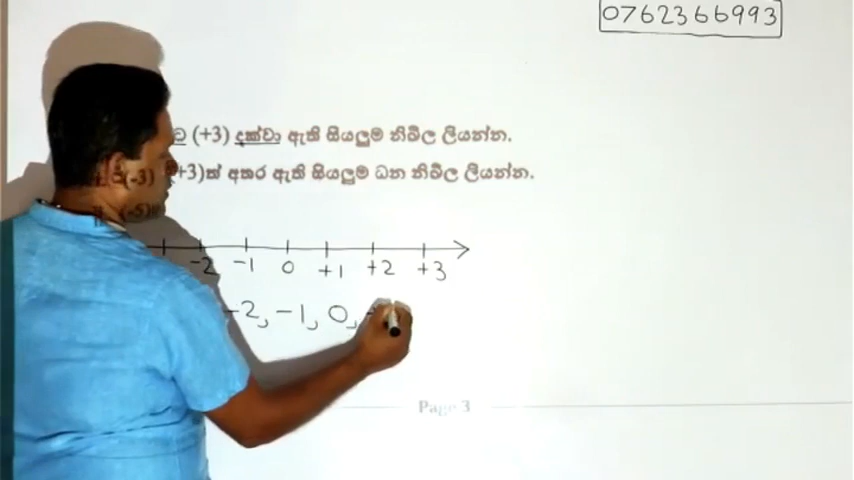 0762366993
ට (+3) දක්වා ඇති සියලුම නිඛිල ලියන්න.
(-3) (+3)ත් අතර ඇති සියලුම ධන නිඛිල ලියන්න.
(-5)
-2 -1 0 +1 +2 +3
-2, -1, 0,
Page 3